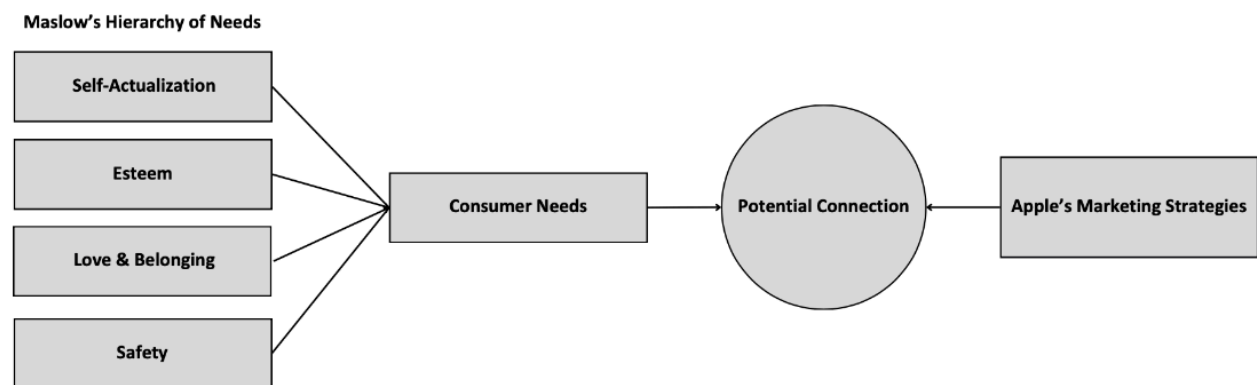 Maslow’s Hierarchy of Needs
Self-Actualization
Esteem
Love & Belonging
Safety
Consumer Needs
Potential Connection
Apple’s Marketing Strategies